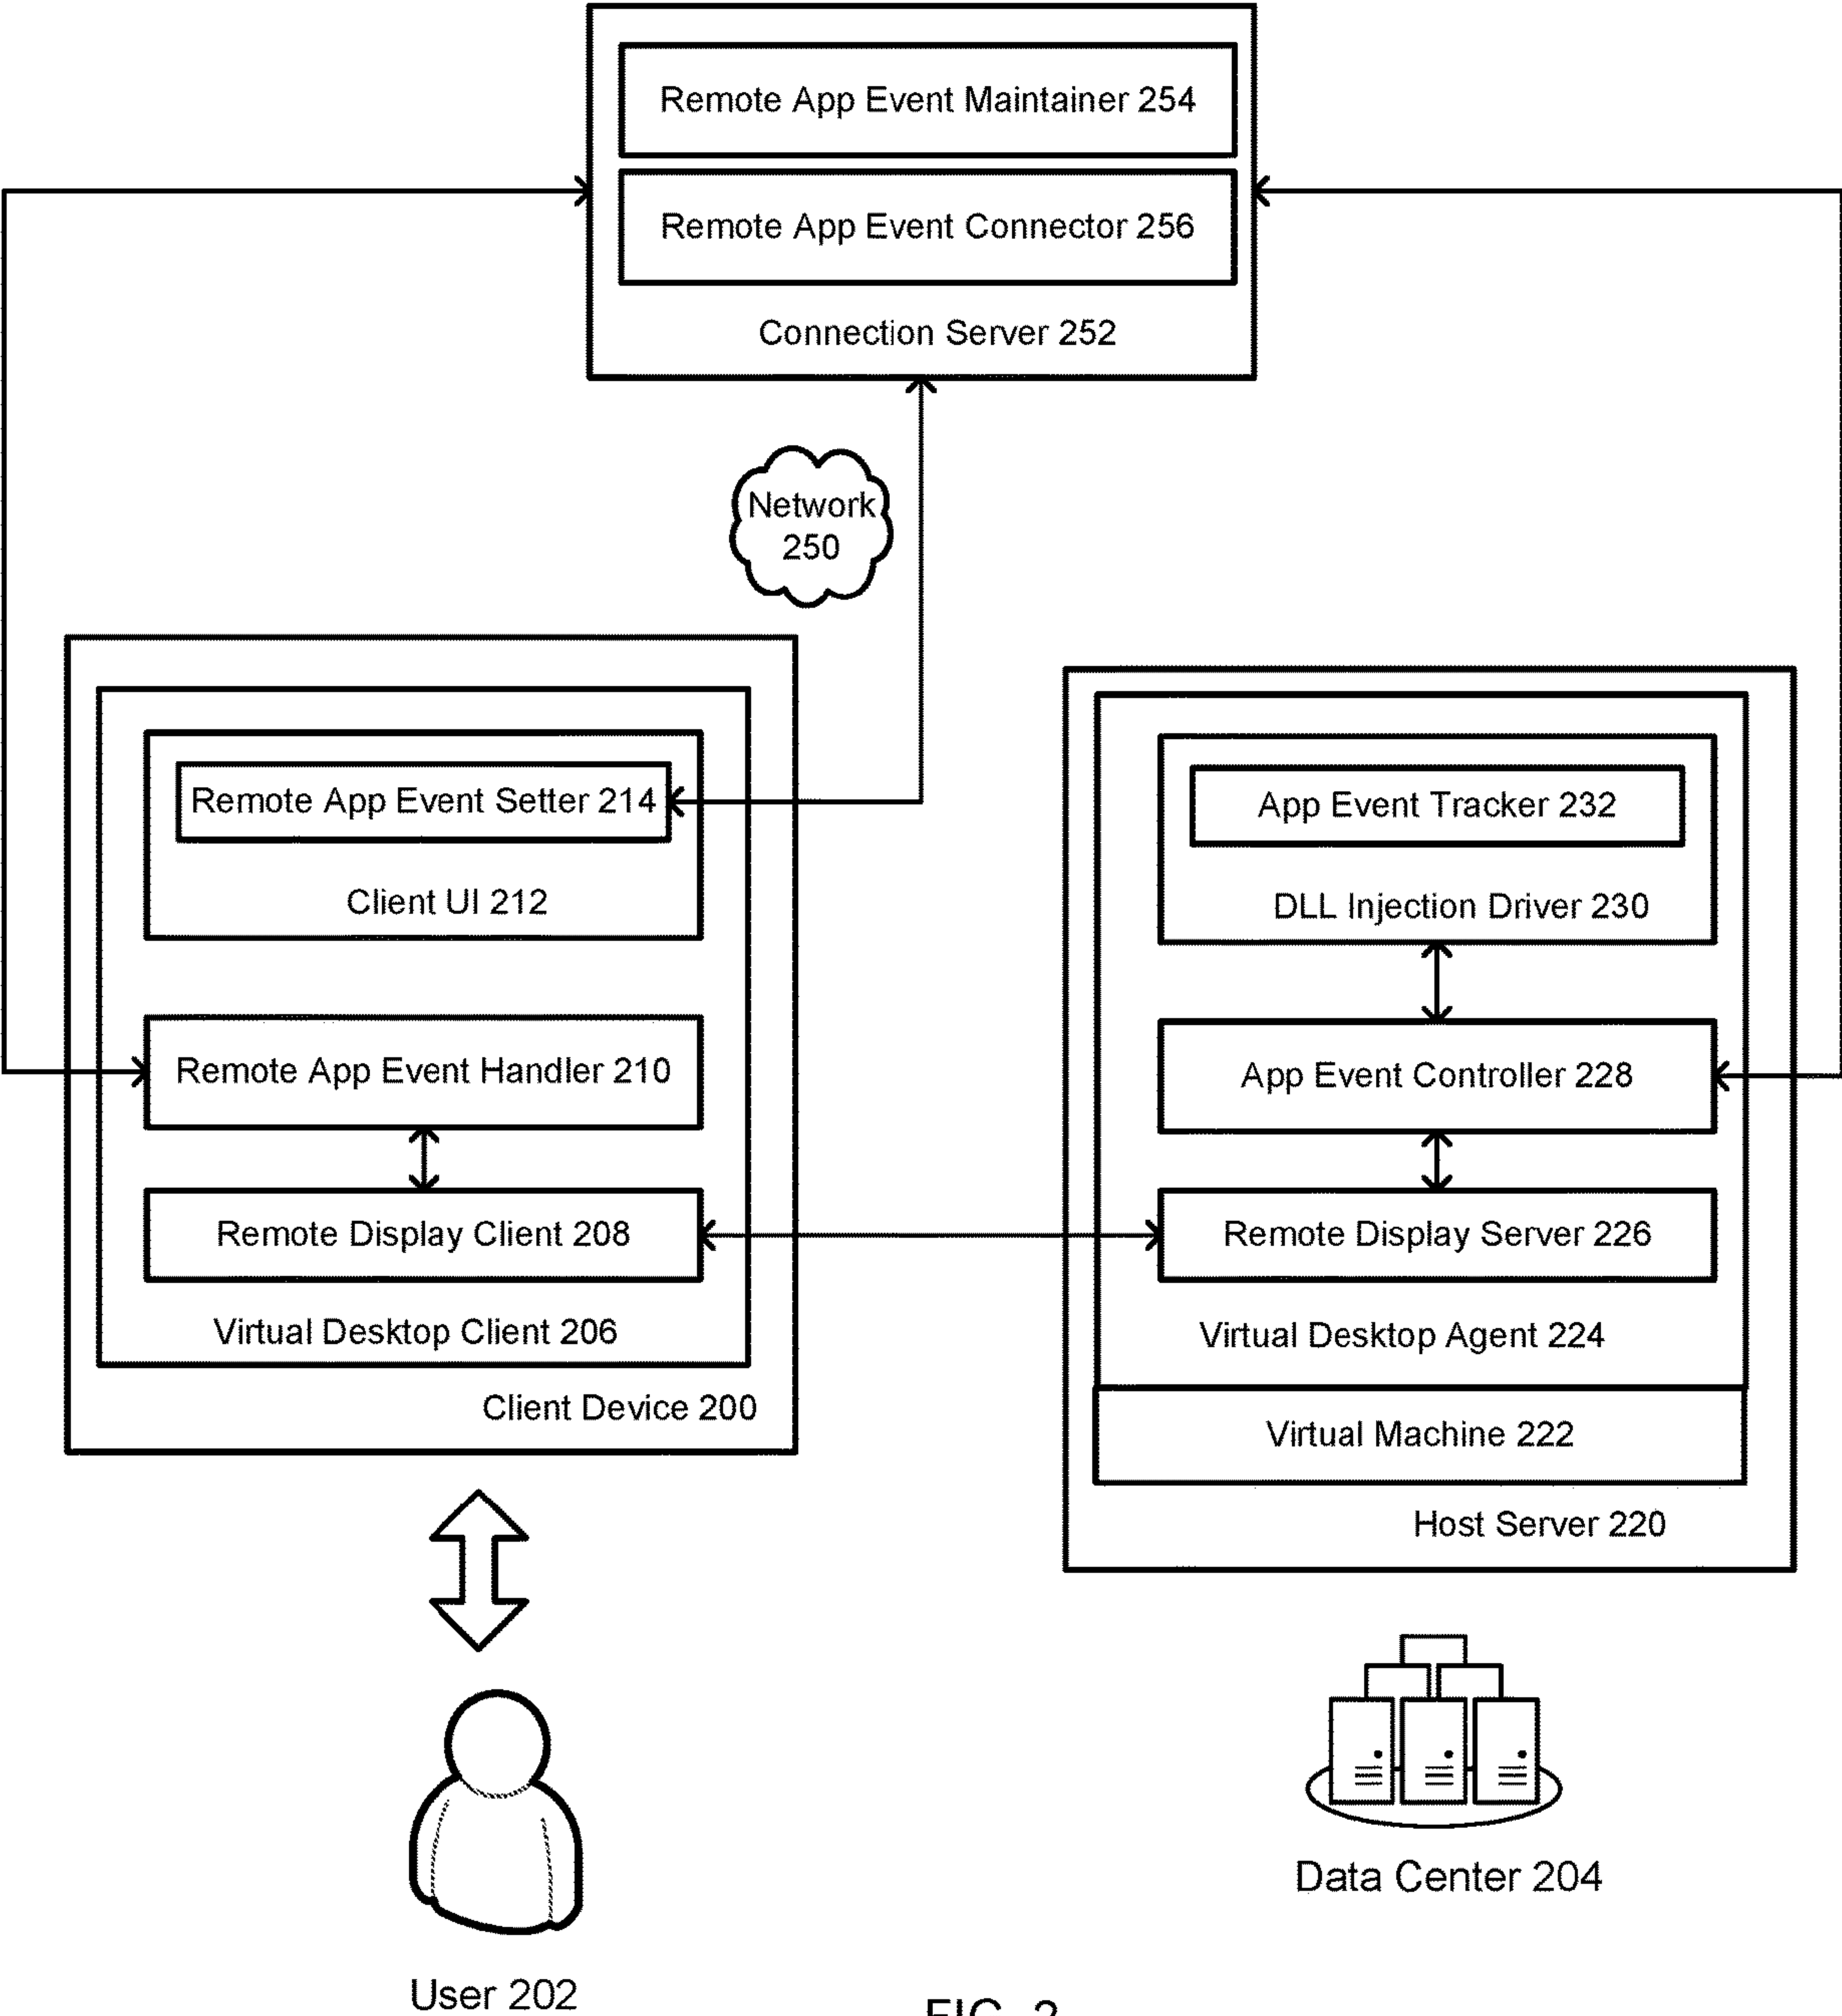 Remote App Event Maintainer 254
Remote App Event Connector 256
Connection Server 252
Network
250
Remote App Event Setter 214
Client UI 212
Remote App Event Handler 210
Remote Display Client 208
Virtual Desktop Client 206
Client Device 200
App Event Tracker 232
DLL Injection Driver 230
App Event Controller 228
Remote Display Server 226
Virtual Desktop Agent 224
Virtual Machine 222
Host Server 220
Data Center 204
User 202
FIG. 2